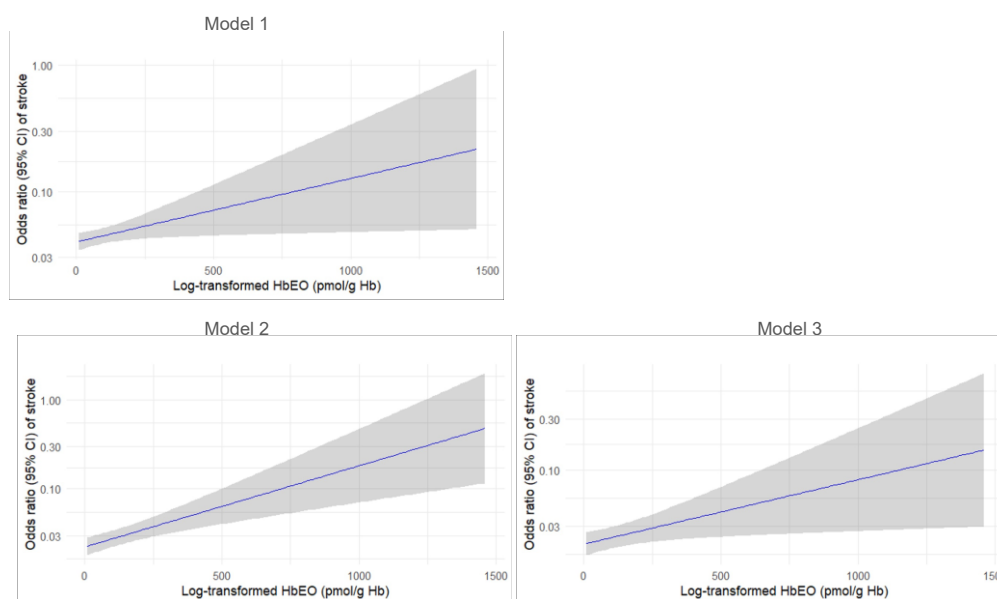 Model 1
Odds ratio (95% CI) of stroke
1.00
0.30
0.10
0.03
0 500 1000 1500
Log-transformed HbEO (pmol/g Hb)
Model 2
Odds ratio (95% CI) of stroke
1.00
0.30
0.10
0.03
0 500 1000 1500
Log-transformed HbEO (pmol/g Hb)
Model 3
Odds ratio (95% CI) of stroke
0.30
0.10
0.03
0 500 1000
Log-transformed HbEO (pmol/g Hb)